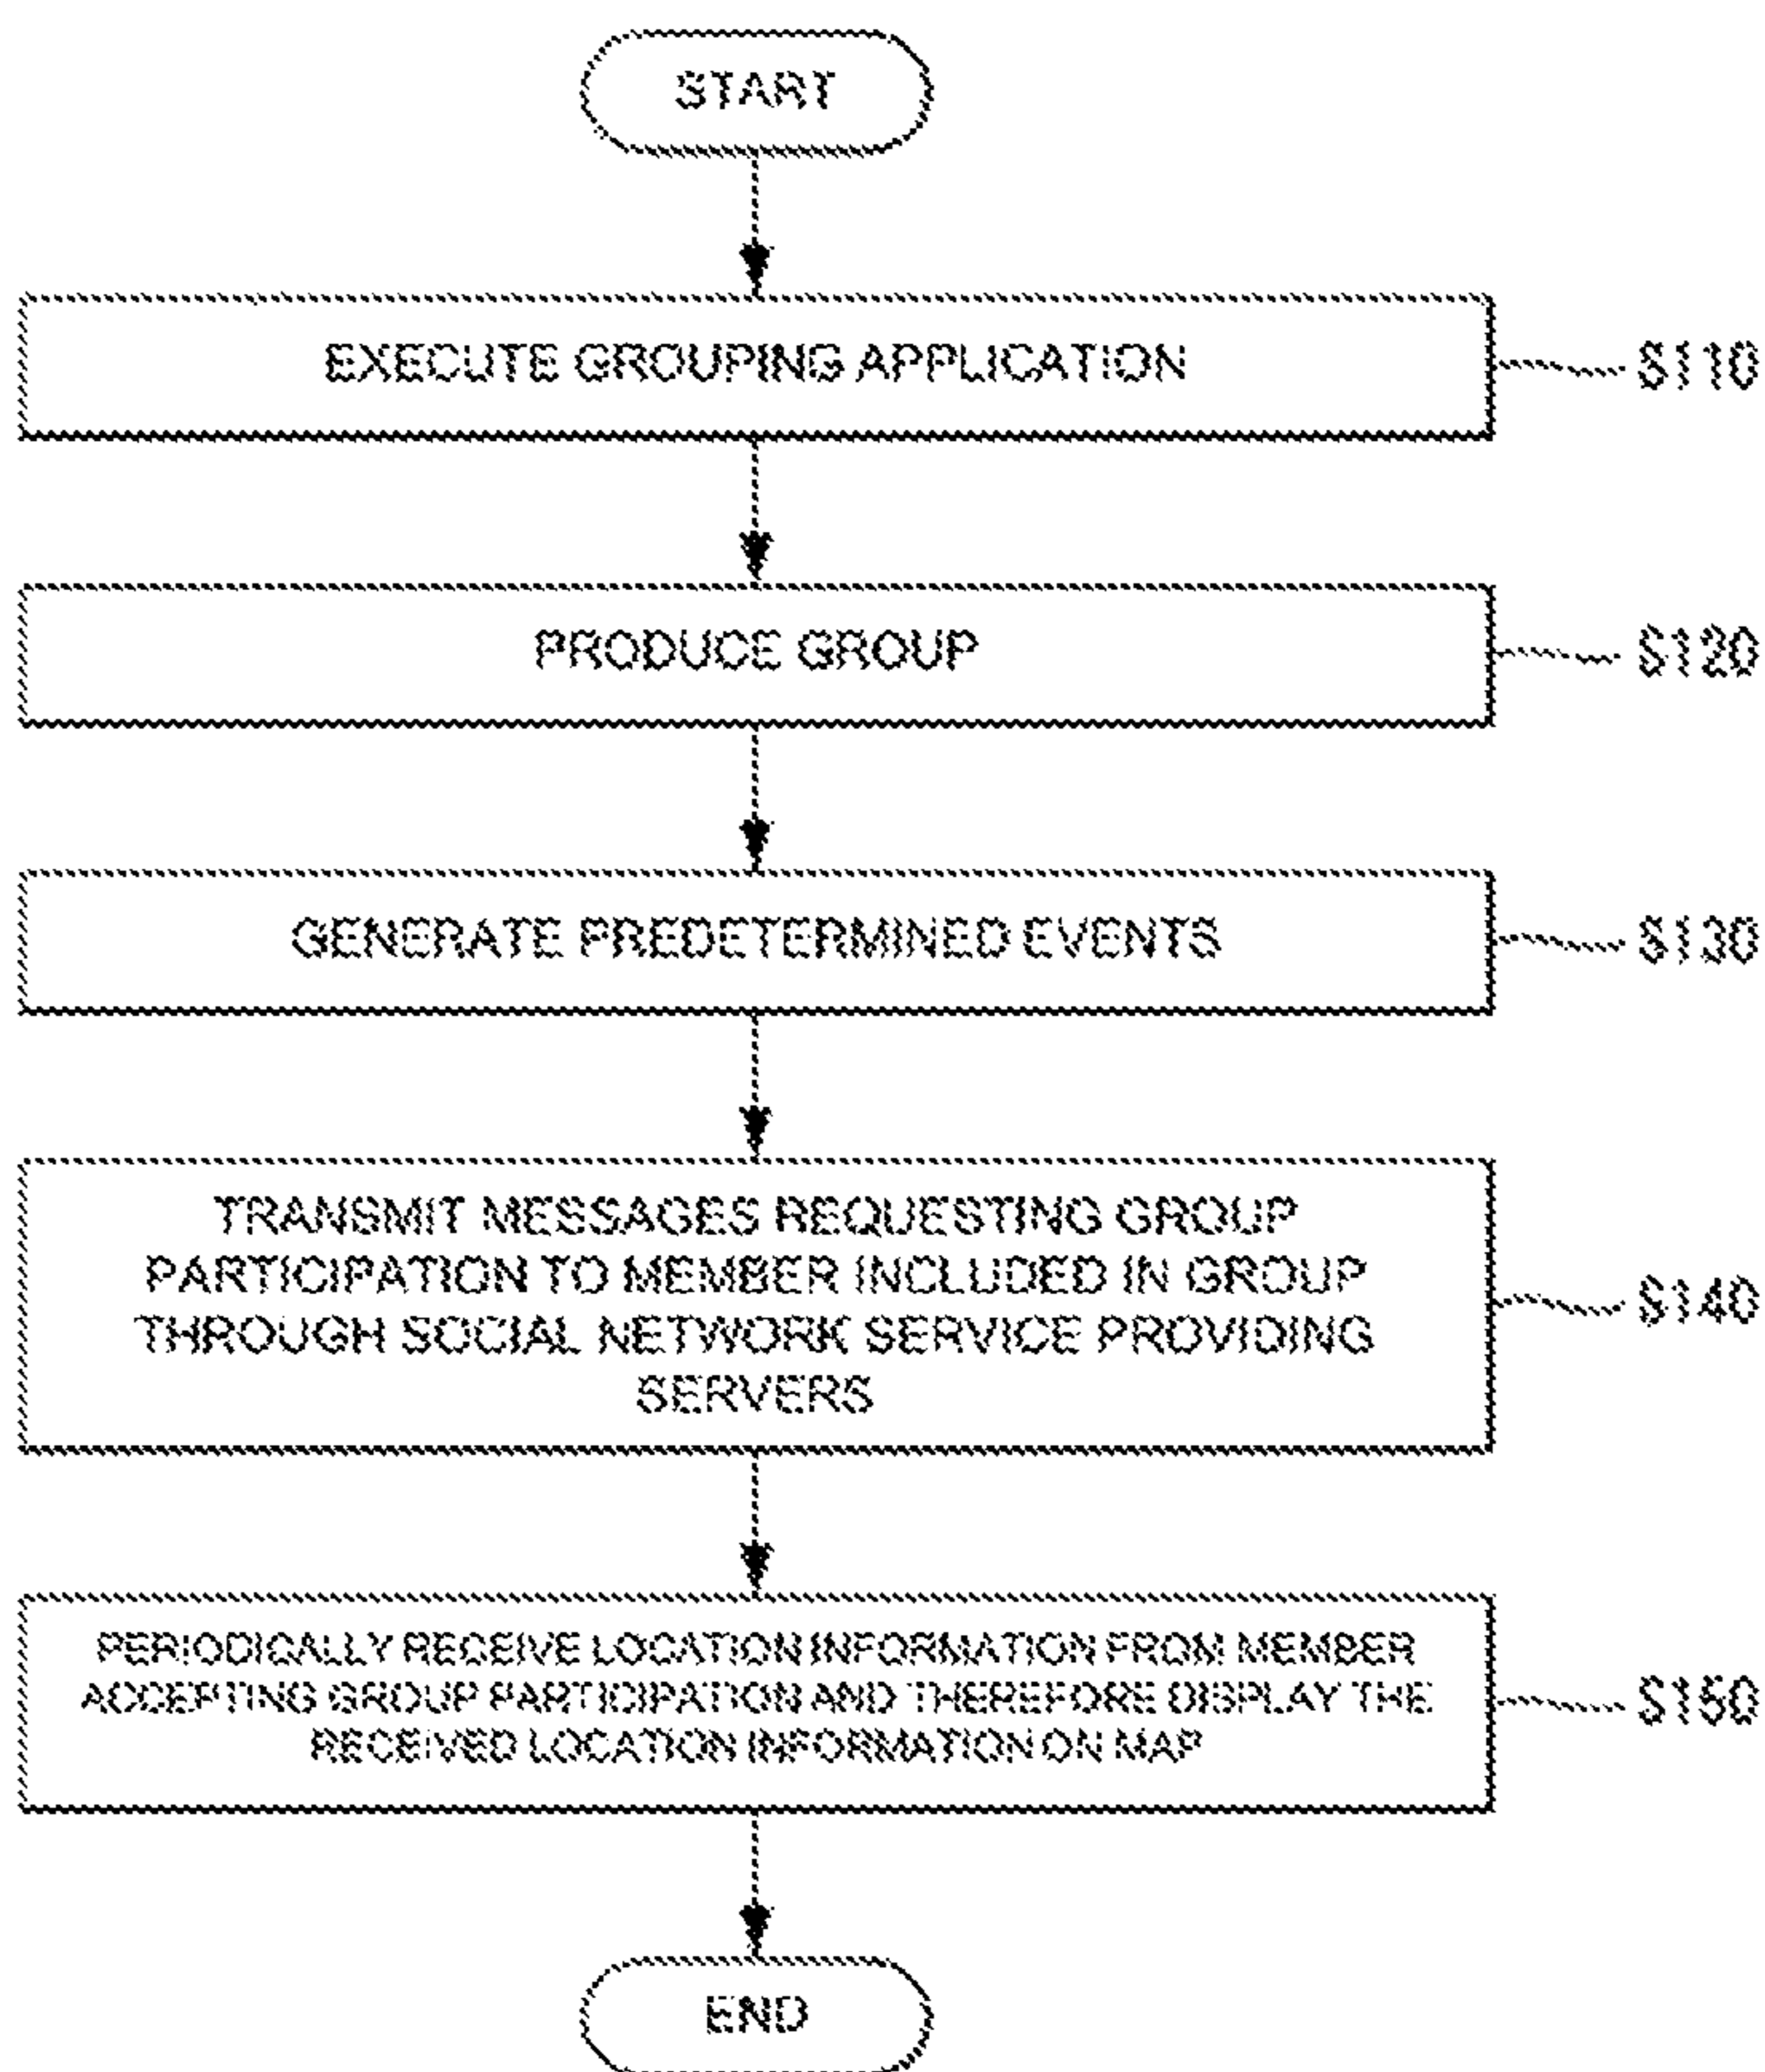 START
EXECUTE GROUPING APPLICATION
S110
PRODUCE GROUP
S120
GENERATE PREDETERMINED EVENTS
S130
TRANSMIT MESSAGES REQUESTING GROUP
PARTICIPATION TO MEMBER INCLUDED IN GROUP
THROUGH SOCIAL NETWORK SERVICE PROVIDING
SERVERS
S140
PERIODICALLY RECEIVE LOCATION INFORMATION FROM MEMBER
ACCEPTING GROUP PARTICIPATION AND THEREFORE DISPLAY THE
RECEIVED LOCATION INFORMATION ON MAP
S150
END